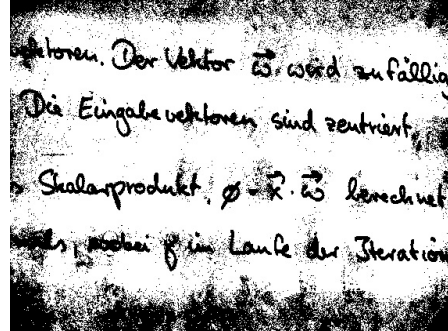 vektoren. Der Vektor ω⃗ wird zufällig
Die Eingabevektoren sind zentriert,
Skalarprodukt, φ = x⃗ · ω⃗ berechnet
wobei φ im Laufe der Iteration